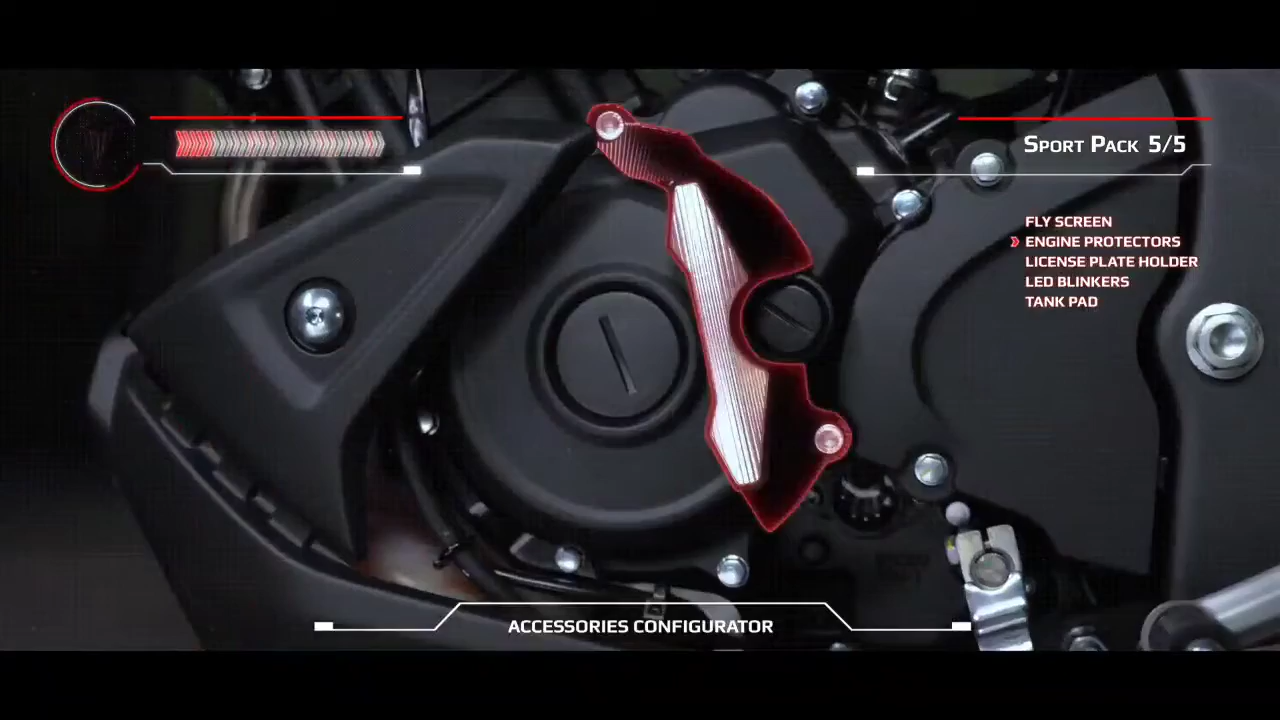 SPORT PACK 5/5
FLY SCREEN
ENGINE PROTECTORS
LICENSE PLATE HOLDER
LED BLINKERS
TANK PAD
ACCESSORIES CONFIGURATOR